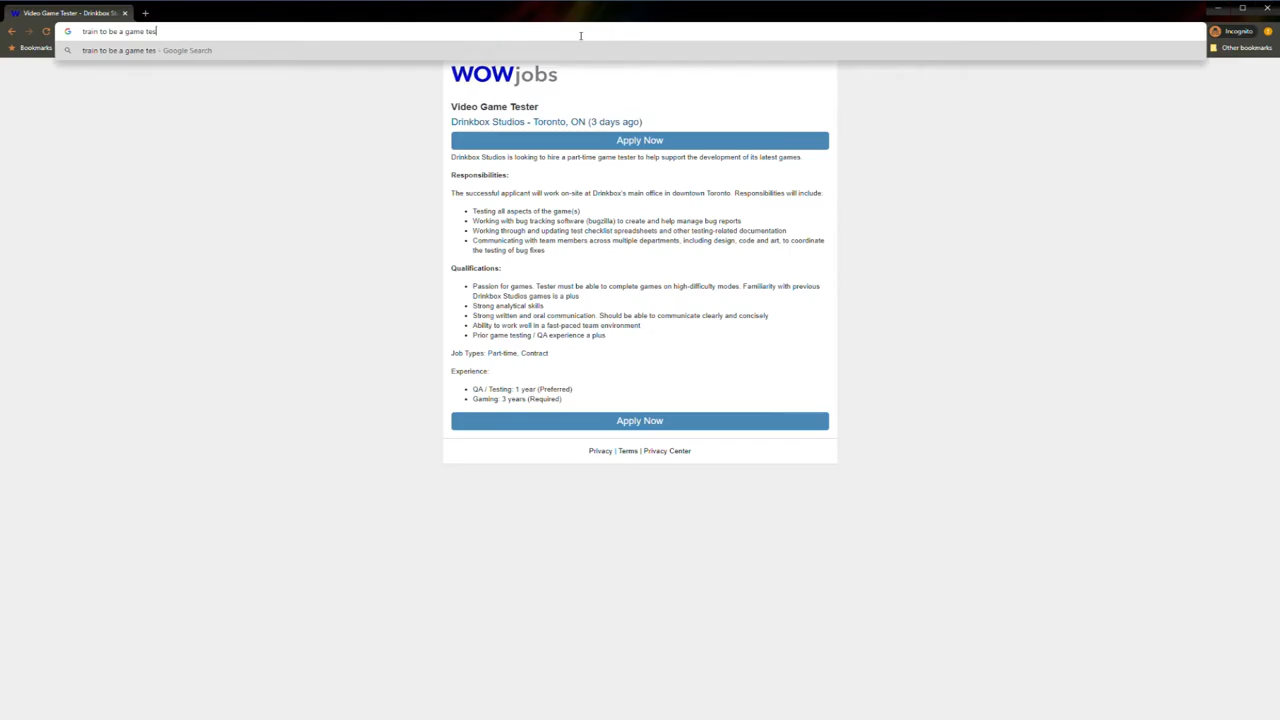 Video Game Tester - Drinkbox St
train to be a game tes
Incognito
Bookmarks
train to be a game tes - Google Search
Other bookmarks
WOWjobs
Video Game Tester
Drinkbox Studios - Toronto, ON (3 days ago)
Apply Now
Drinkbox Studios is looking to hire a part-time game tester to help support the development of its latest games.
Responsibilities:
The successful applicant will work on-site at Drinkbox's main office in downtown Toronto. Responsibilities will include:
• Testing all aspects of the game(s)
• Working with bug tracking software (bugzilla) to create and help manage bug reports
• Working through and updating test checklist spreadsheets and other testing-related documentation
• Communicating with team members across multiple departments, including design, code and art, to coordinate
the testing of bug fixes
Qualifications:
• Passion for games. Tester must be able to complete games on high-difficulty modes. Familiarity with previous
Drinkbox Studios games is a plus
• Strong analytical skills
• Strong written and oral communication. Should be able to communicate clearly and concisely
• Ability to work well in a fast-paced team environment
• Prior game testing / QA experience a plus
Job Types: Part-time, Contract
Experience:
• QA / Testing: 1 year (Preferred)
• Gaming: 3 years (Required)
Apply Now
Privacy | Terms | Privacy Center